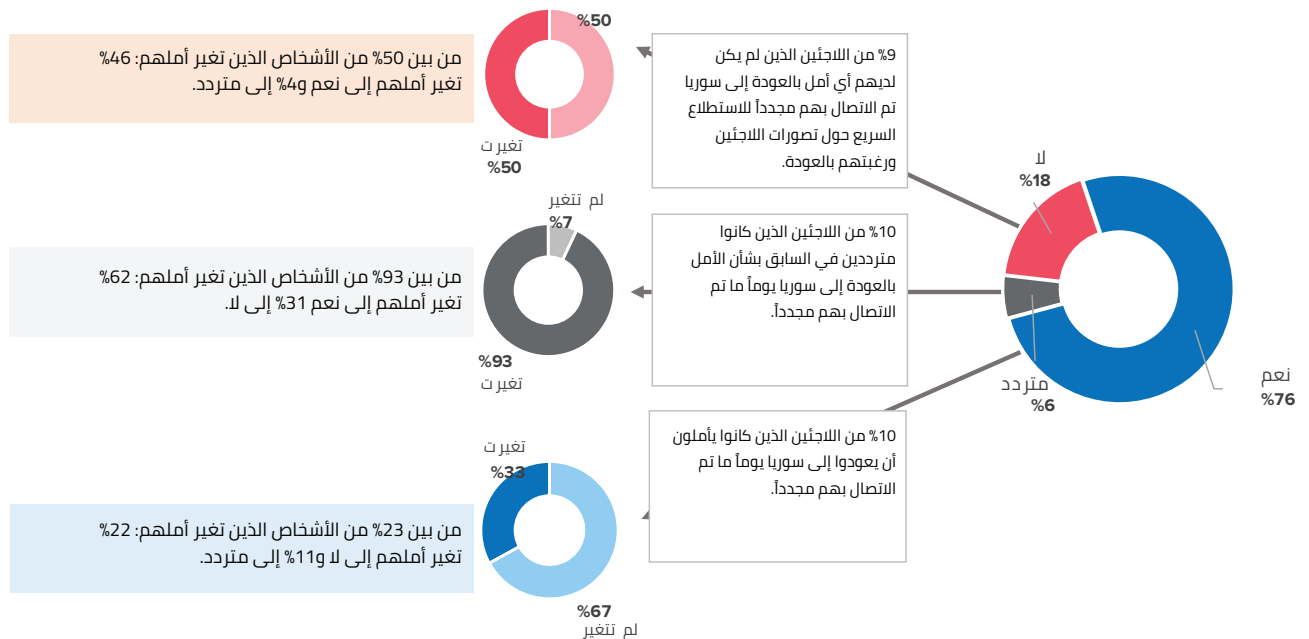 لا
%18
نعم
%76
متردد
%6
%9 من اللاجئين الذين لم يكن
لديهم أي أمل بالعودة إلى سوريا
تم الاتصال بهم مجدداً للاستطلاع
السريع حول تصورات اللاجئين
ورغبتهم بالعودة.
%50
تغيرت
%50
من بين 50% من الأشخاص الذين تغير أملهم: 46%
تغير أملهم إلى نعم و4% إلى متردد.
%10 من اللاجئين الذين كانوا
مترددين في السابق بشأن الأمل
بالعودة إلى سوريا يوماً ما تم
الاتصال بهم مجدداً.
لم تتغير
%7
%93
تغيرت
من بين 93% من الأشخاص الذين تغير أملهم: 62%
تغير أملهم إلى نعم 31% إلى لا.
%10 من اللاجئين الذين كانوا يأملون
أن يعودوا إلى سوريا يوماً ما تم
الاتصال بهم مجدداً.
تغيرت
%33
%67
لم تتغير
من بين 23% من الأشخاص الذين تغير أملهم: 22%
تغير أملهم إلى لا و11% إلى متردد.